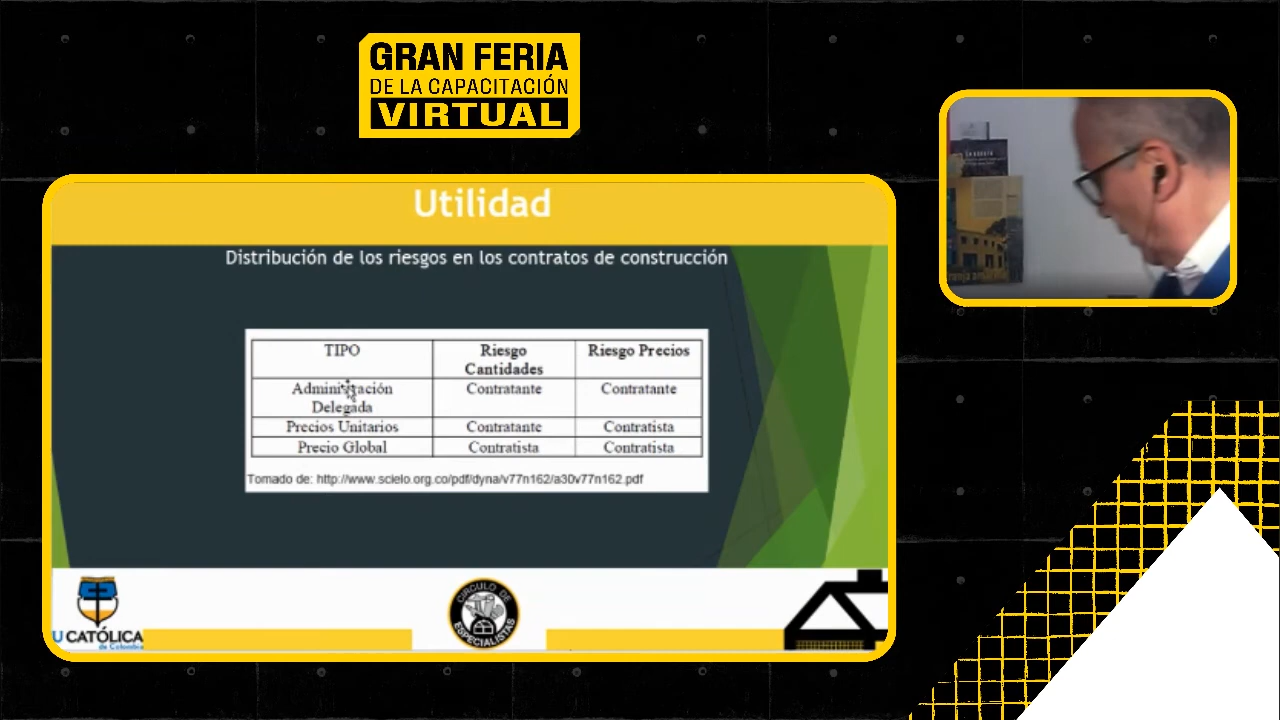 GRAN FERIA
DE LA CAPACITACIÓN
VIRTUAL
Utilidad
Distribución de los riesgos en los contratos de construcción
TIPO Riesgo Cantidades Riesgo Precios
Administración Delegada Contratante Contratante
Precios Unitarios Contratante Contratista
Precio Global Contratista Contratista
Tomado de: http://www.scielo.org.co/pdf/dyna/v77n162/a30v77n162.pdf
U CATÓLICA
de Colombia
CIRCULO DE
ESPECIALISTAS